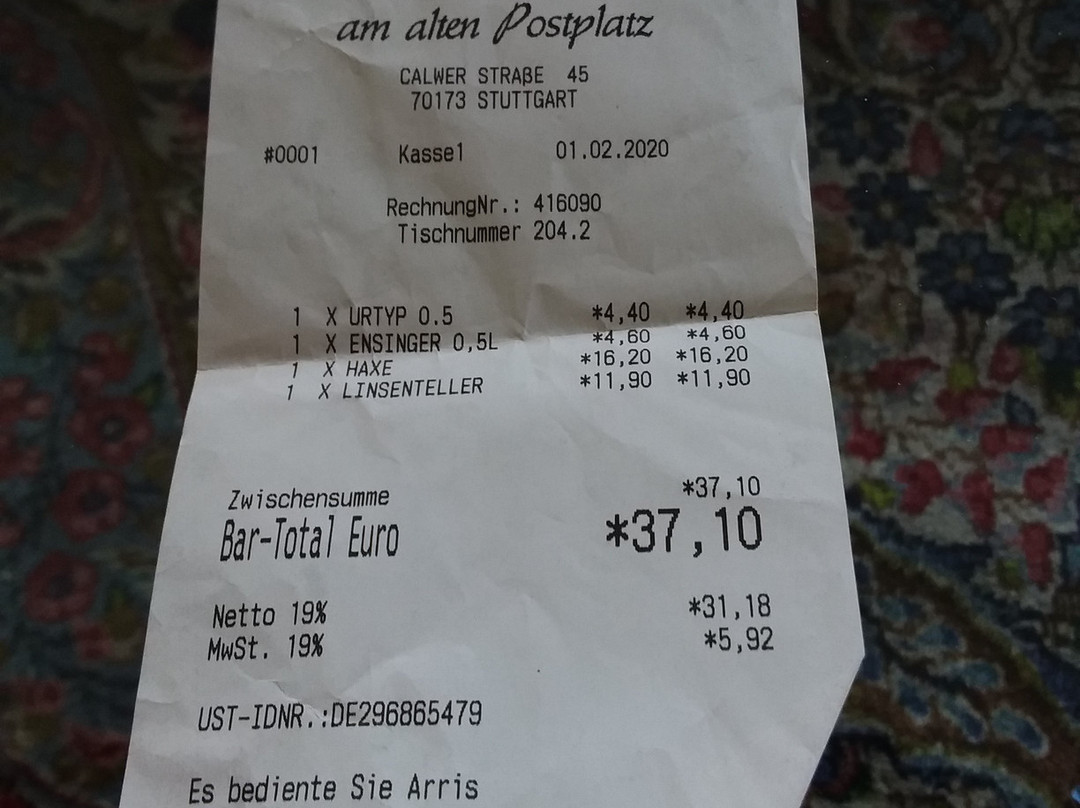 am alten Postplatz
CALWER STRAßE 45
70173 STUTTGART
#0001 Kasse1 01.02.2020
RechnungNr.: 416090
Tischnummer 204.2
1 X URTYP 0.5 *4,40 *4,40
1 X ENSINGER 0,5L *4,60 *4,60
1 X HAXE *16,20 *16,20
1 X LINSENTELLER *11,90 *11,90
Zwischensumme *37,10
Bar-Total Euro *37,10
Netto 19% *31,18
MwSt. 19% *5,92
UST-IDNR.:DE296865479
Es bediente Sie Arris